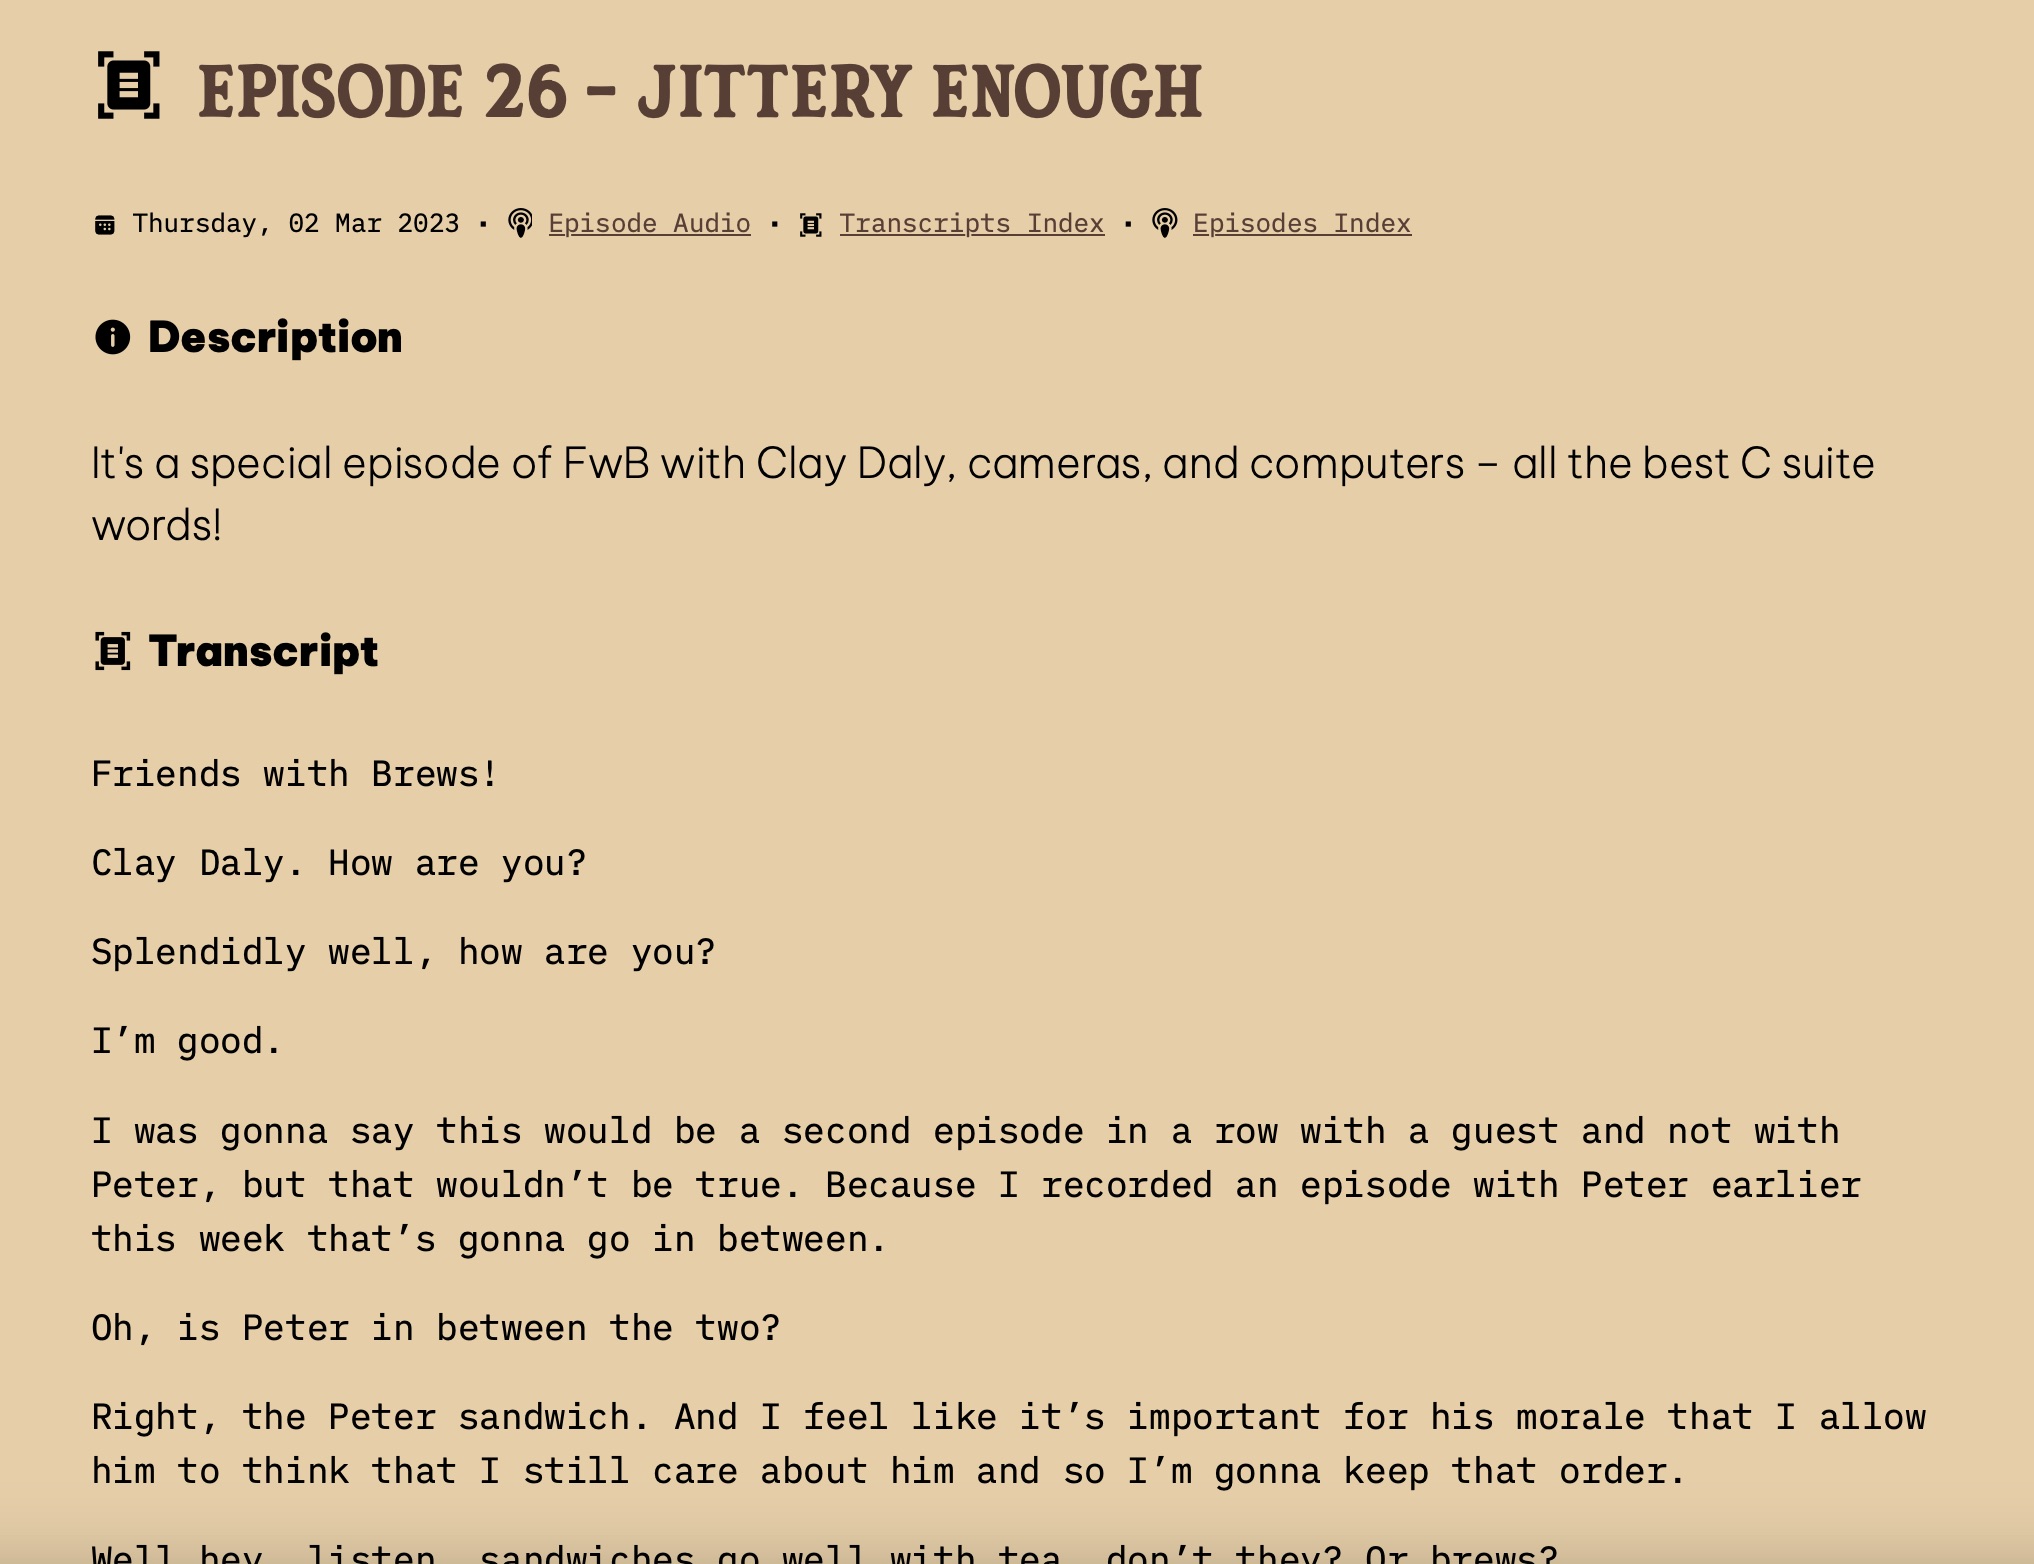 EPISODE 26 – JITTERY ENOUGH
Thursday, 02 Mar 2023 · Episode Audio · Transcripts Index · Episodes Index
Description
It's a special episode of FwB with Clay Daly, cameras, and computers – all the best C suite
words!
Transcript
Friends with Brews!
Clay Daly. How are you?
Splendidly well, how are you?
I’m good.
I was gonna say this would be a second episode in a row with a guest and not with
Peter, but that wouldn’t be true. Because I recorded an episode with Peter earlier
this week that’s gonna go in between.
Oh, is Peter in between the two?
Right, the Peter sandwich. And I feel like it’s important for his morale that I allow
him to think that I still care about him and so I’m gonna keep that order.
Well hey, listen, sandwiches go well with tea, don’t they? Or brews?